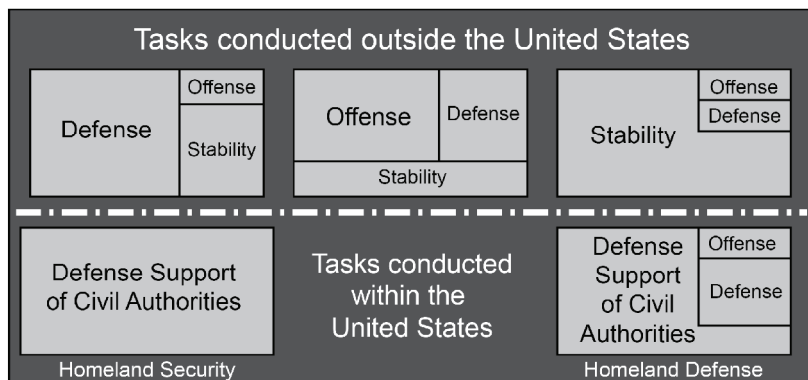 Tasks conducted outside the United States
Defense
Offense
Stability
Offense
Defense
Stability
Stability
Offense
Defense
Defense Support
of Civil Authorities
Homeland Security
Tasks conducted
within the
United States
Defense
Support
of Civil
Authorities
Offense
Defense
Homeland Defense